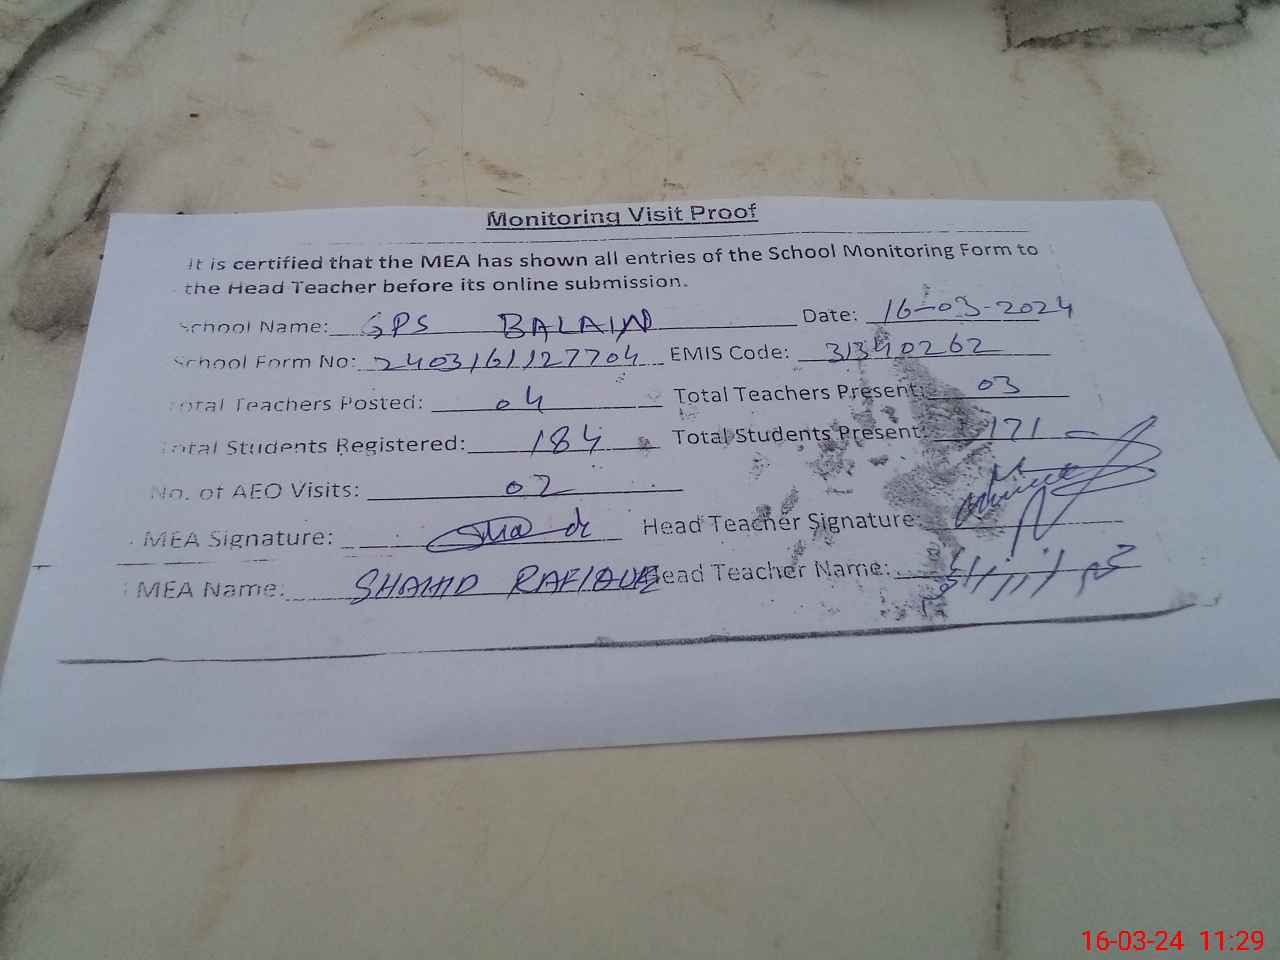 Monitoring Visit Proof
It is certified that the MEA has shown all entries of the School Monitoring Form to
the Head Teacher before its online submission.
School Name: GPS BALAIN Date: 16-03-2024
School Form No: 2403161127704 EMIS Code: 31340262
Total Teachers Posted: 04 Total Teachers Present: 03
Total Students Registered: 184 Total Students Present: 171
No. of AEO Visits: 02
MEA Signature: Head Teacher Signature:
MEA Name: SHAHID RAFIQUE Head Teacher Name:
16-03-24 11:29